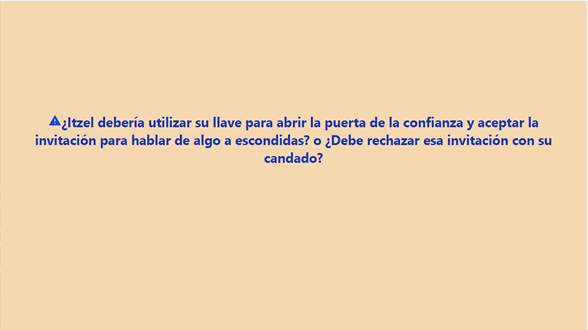 ⚠¿Itzel debería utilizar su llave para abrir la puerta de la confianza y aceptar la
invitación para hablar de algo a escondidas? o ¿Debe rechazar esa invitación con su
candado?